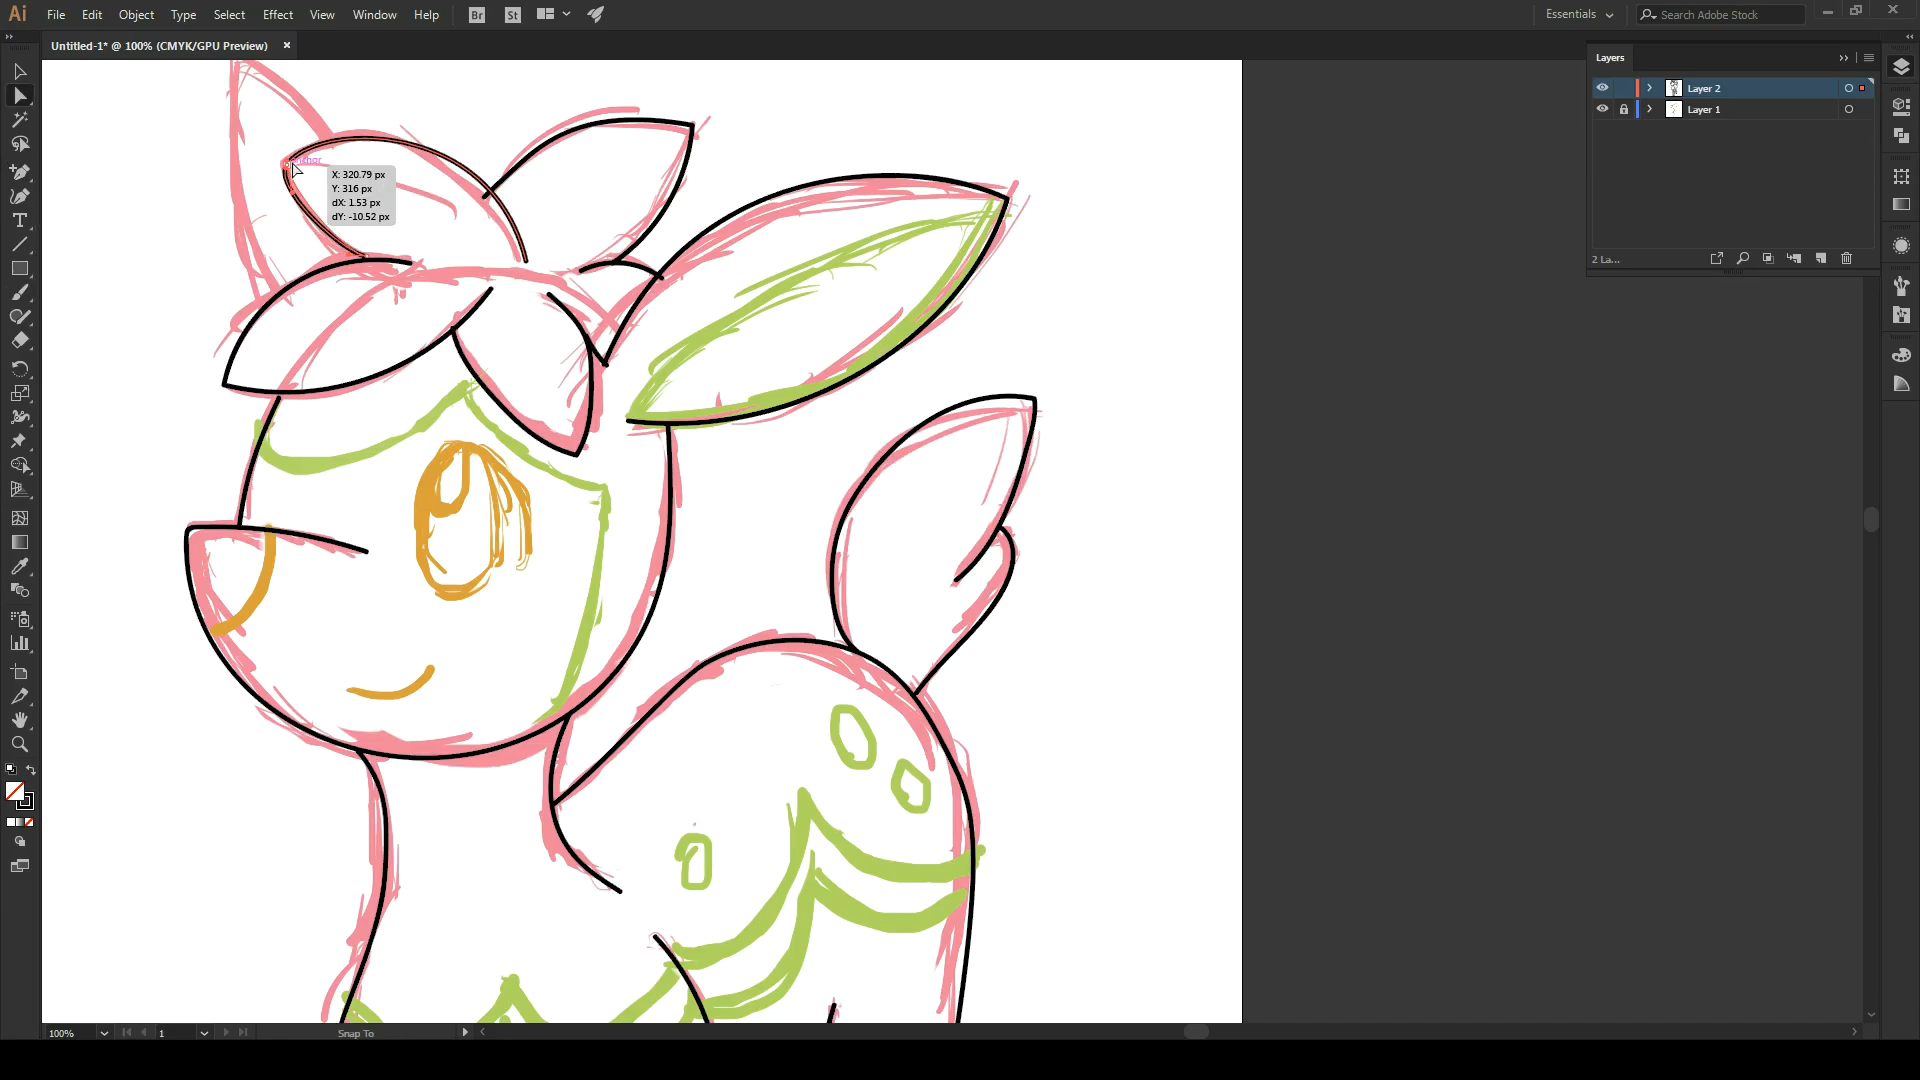 Ai File Edit Object Type Select Effect View Window Help Br St Essentials Search Adobe Stock
Untitled-1* @ 100% (CMYK/GPU Preview) ×
Layers
Layer 2
Layer 1
2 La...
X: 320.79 px
Y: 316 px
dX: 1.53 px
dY: -10.52 px
100% 1 Snap To